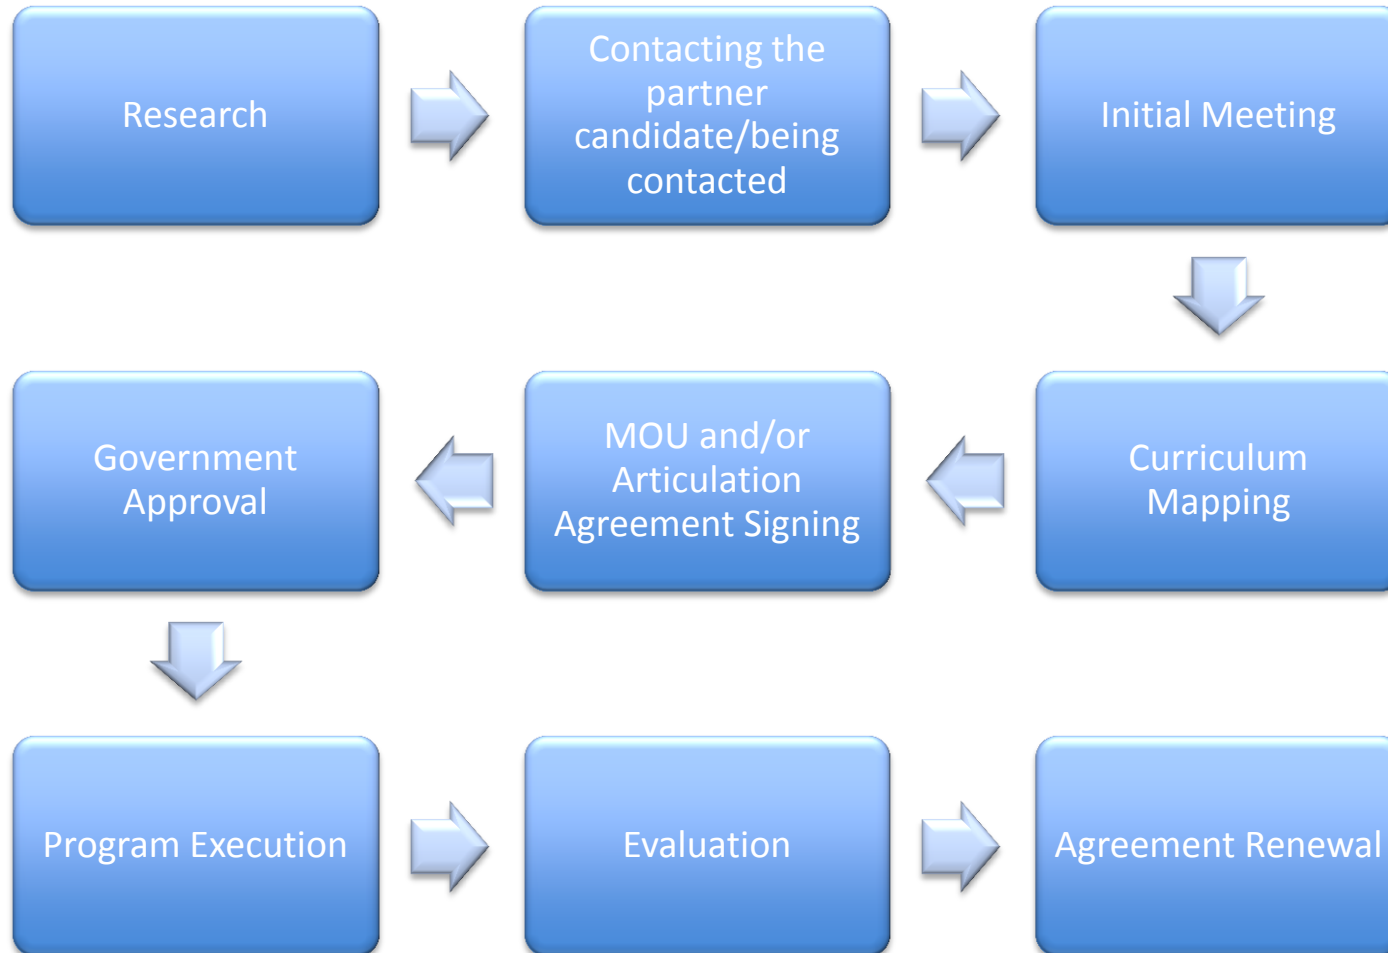 Research
Contacting the
partner
candidate/being
contacted
Initial Meeting
Government
Approval
MOU and/or
Articulation
Agreement Signing
Curriculum
Mapping
Program Execution
Evaluation
Agreement Renewal